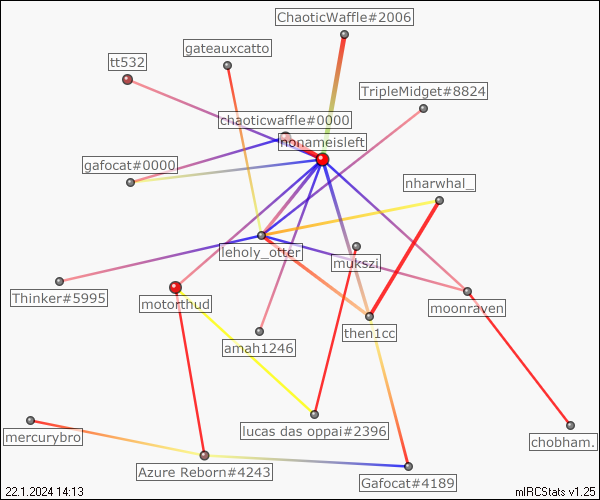 ChaoticWaffle#2006
gateauxcatto
tt532
TripleMidget#8824
chaoticwaffle#0000
nonameisleft
gafocat#0000
nharwhal_
leholy_otter
mukszi
Thinker#5995
motorthud
moonraven
then1cc
amah1246
lucas das oppai#2396
mercurybro
chobham.
Azure Reborn#4243
Gafocat#4189
22.1.2024 14:13
mIRCStats v1.25